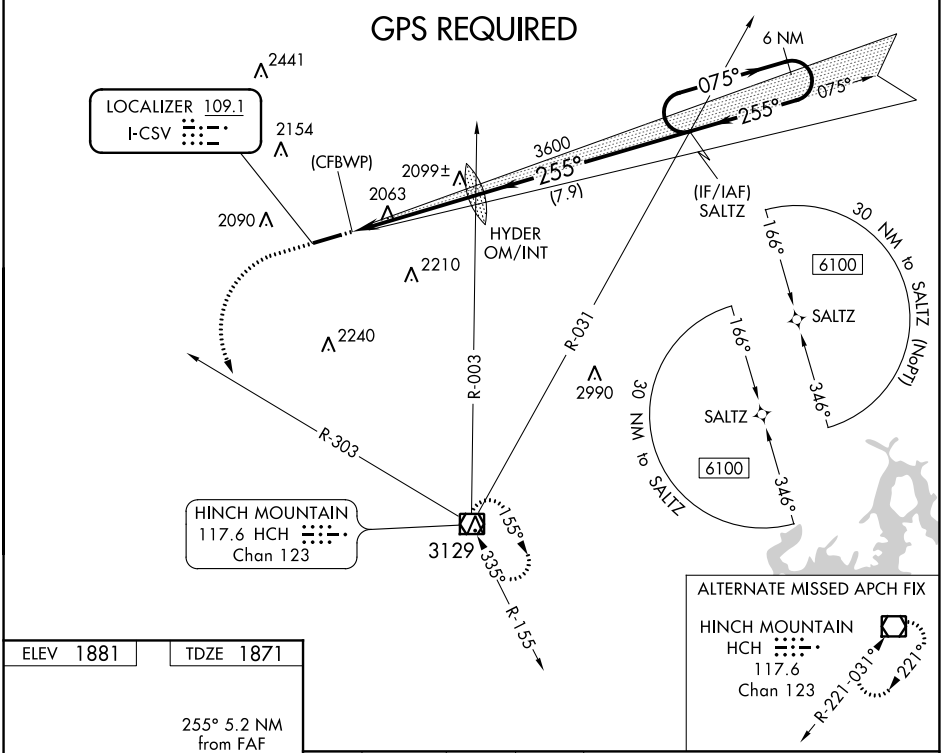 GPS REQUIRED
2441
6 NM
075°
075°
255°
LOCALIZER 109.1
I-CSV
2154
(CFBWP)
3600
2099±
255°
(7.9)
2063
2090
(IF/IAF)
SALTZ
HYDER
OM/INT
2210
30 NM to SALTZ (NoPT)
166°
6100
SALTZ
346°
2240
R-003
R-031
2990
166°
30 NM to SALTZ
SALTZ
6100
346°
R-303
HINCH MOUNTAIN
117.6 HCH
Chan 123
3129
155°
335°
R-155
ALTERNATE MISSED APCH FIX
HINCH MOUNTAIN
HCH
117.6
Chan 123
R-221-031°
221°
ELEV 1881
TDZE 1871
255° 5.2 NM
from FAF